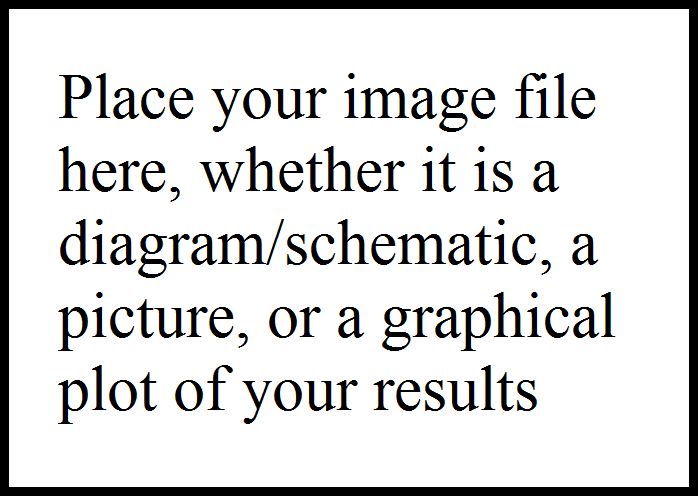 Place your image file
here, whether it is a
diagram/schematic, a
picture, or a graphical
plot of your results